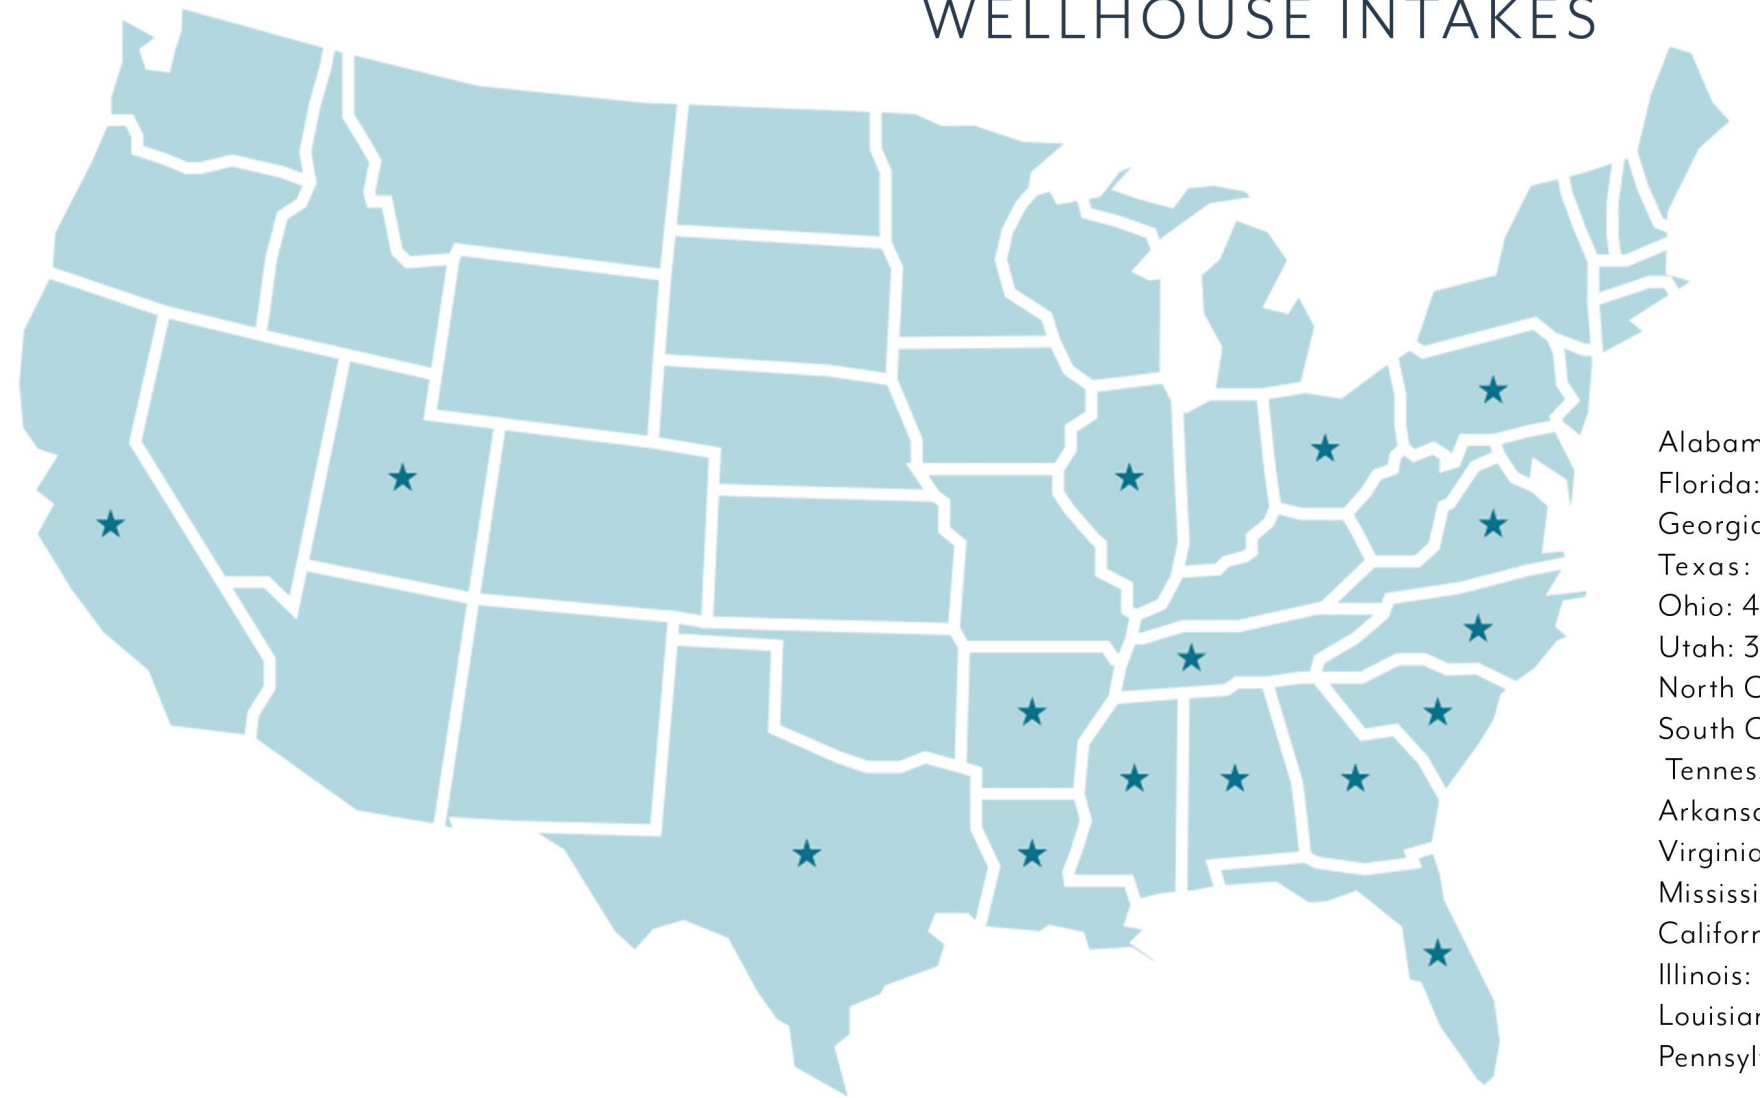 WELLHOUSE INTAKES
Alabam
Florida:
Georgia
Texas:
Ohio: 4
Utah: 3
North C
South C
Tennes
Arkansa
Virginia
Mississi
Californ
Illinois:
Louisian
Pennsyl